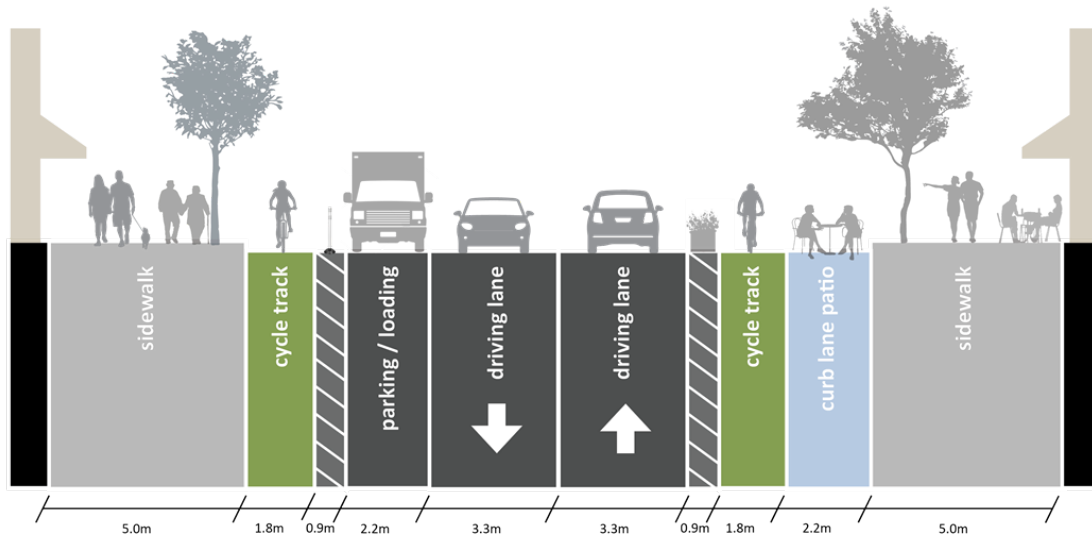 sidewalk
cycle track
parking / loading
driving lane
driving lane
cycle track
curb lane patio
sidewalk
5.0m
1.8m
0.9m
2.2m
3.3m
3.3m
0.9m
1.8m
2.2m
5.0m